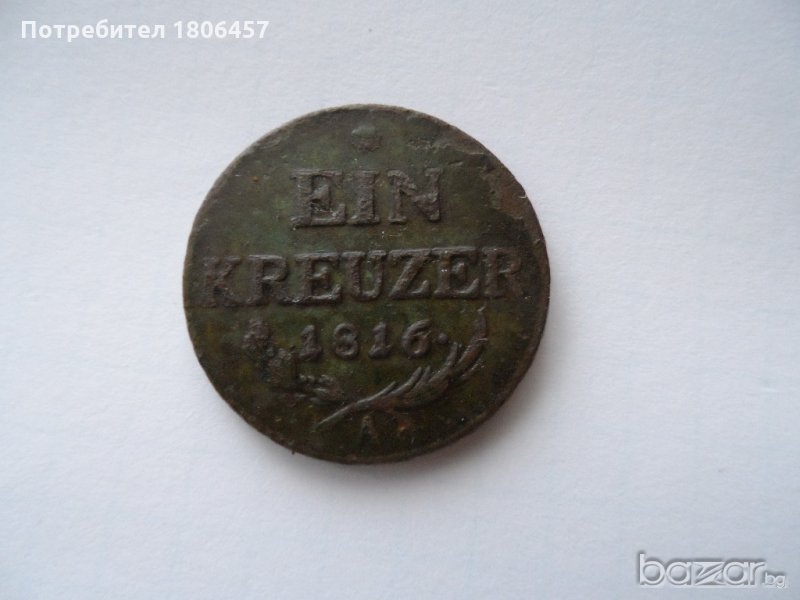 Потребител 1806457
EIN
KREUZER
1816.
A
bazar.bg